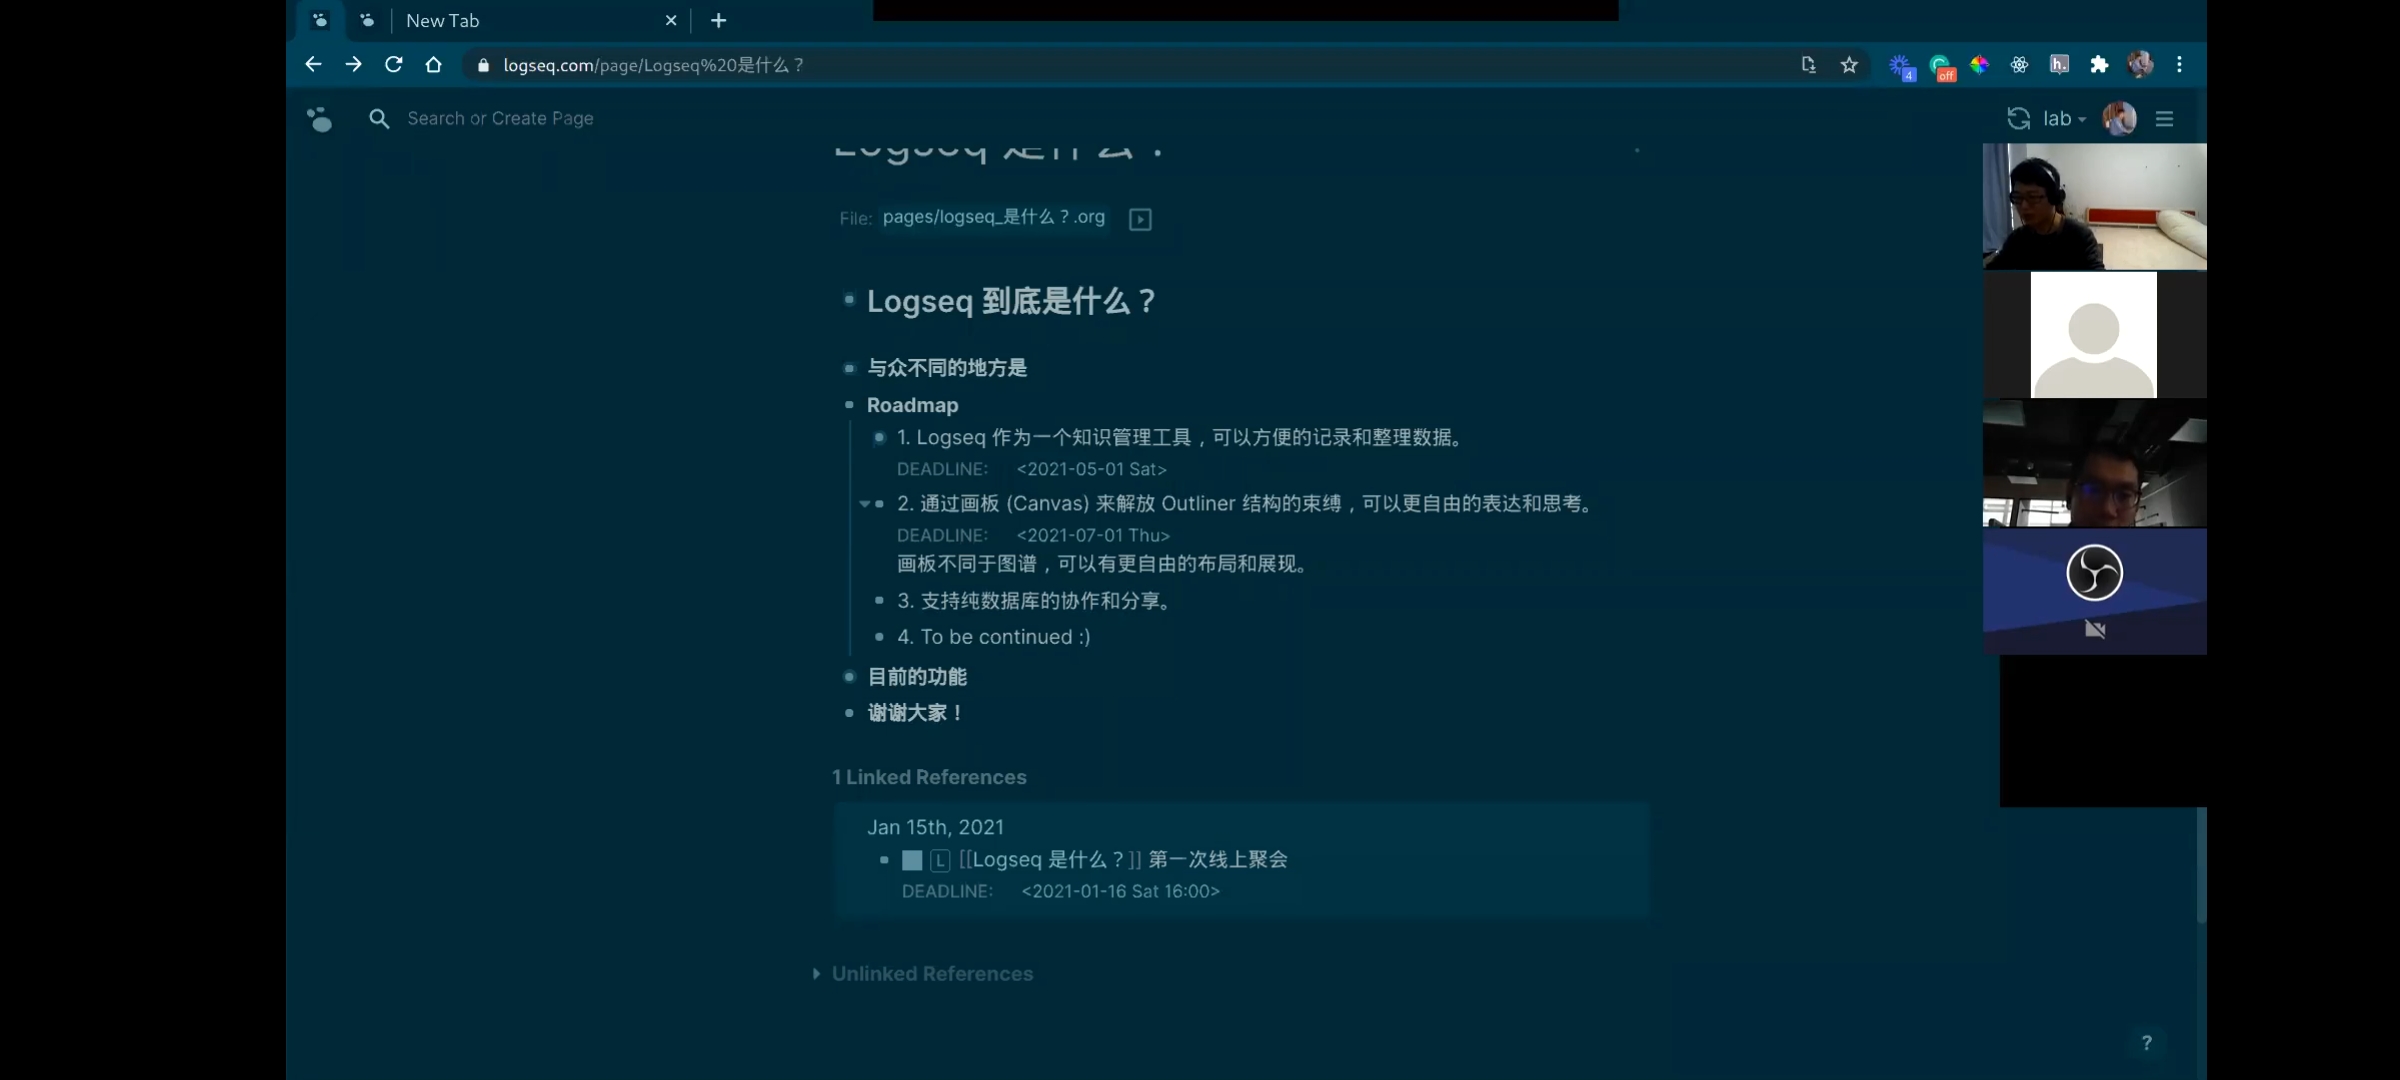 New Tab
logseq.com/page/Logseq%20是什么？
4
off
h.
Search or Create Page
lab
Logseq 是什么？
File: pages/logseq_是什么？.org
Logseq 到底是什么？
与众不同的地方是
Roadmap
1. Logseq 作为一个知识管理工具，可以方便的记录和整理数据。
DEADLINE: <2021-05-01 Sat>
2. 通过画板 (Canvas) 来解放 Outliner 结构的束缚，可以更自由的表达和思考。
DEADLINE: <2021-07-01 Thu>
画板不同于图谱，可以有更自由的布局和展现。
3. 支持纯数据库的协作和分享。
4. To be continued :)
目前的功能
谢谢大家！
1 Linked References
Jan 15th, 2021
L [[Logseq 是什么？]] 第一次线上聚会
DEADLINE: <2021-01-16 Sat 16:00>
Unlinked References
?